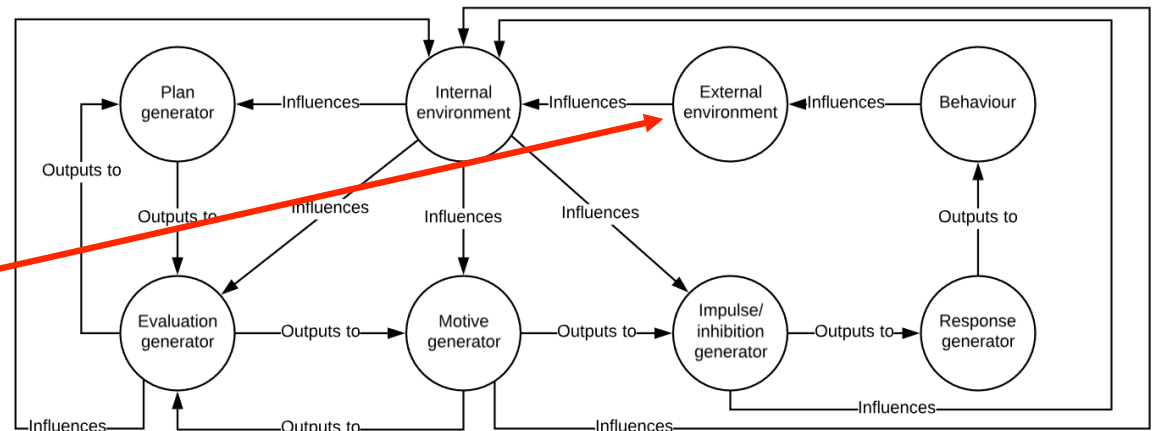 Plan
generator
Influences
Internal
environment
Influences
External
environment
Influences
Behaviour
Outputs to
Outputs to
Influences
Influences
Influences
Outputs to
Evaluation
generator
Outputs to
Motive
generator
Outputs to
Impulse/
inhibition
generator
Outputs to
Response
generator
Influences
Influences
Outputs to
Influences